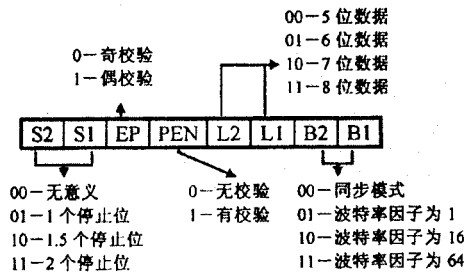 00－5 位数据
01－6 位数据
10－7 位数据
11－8 位数据
0－奇校验
1－偶校验
S2 S1 EP PEN L2 L1 B2 B1
00－无意义
01－1 个停止位
10－1.5 个停止位
11－2 个停止位
0－无校验
1－有校验
00－同步模式
01－波特率因子为 1
10－波特率因子为 16
11－波特率因子为 64